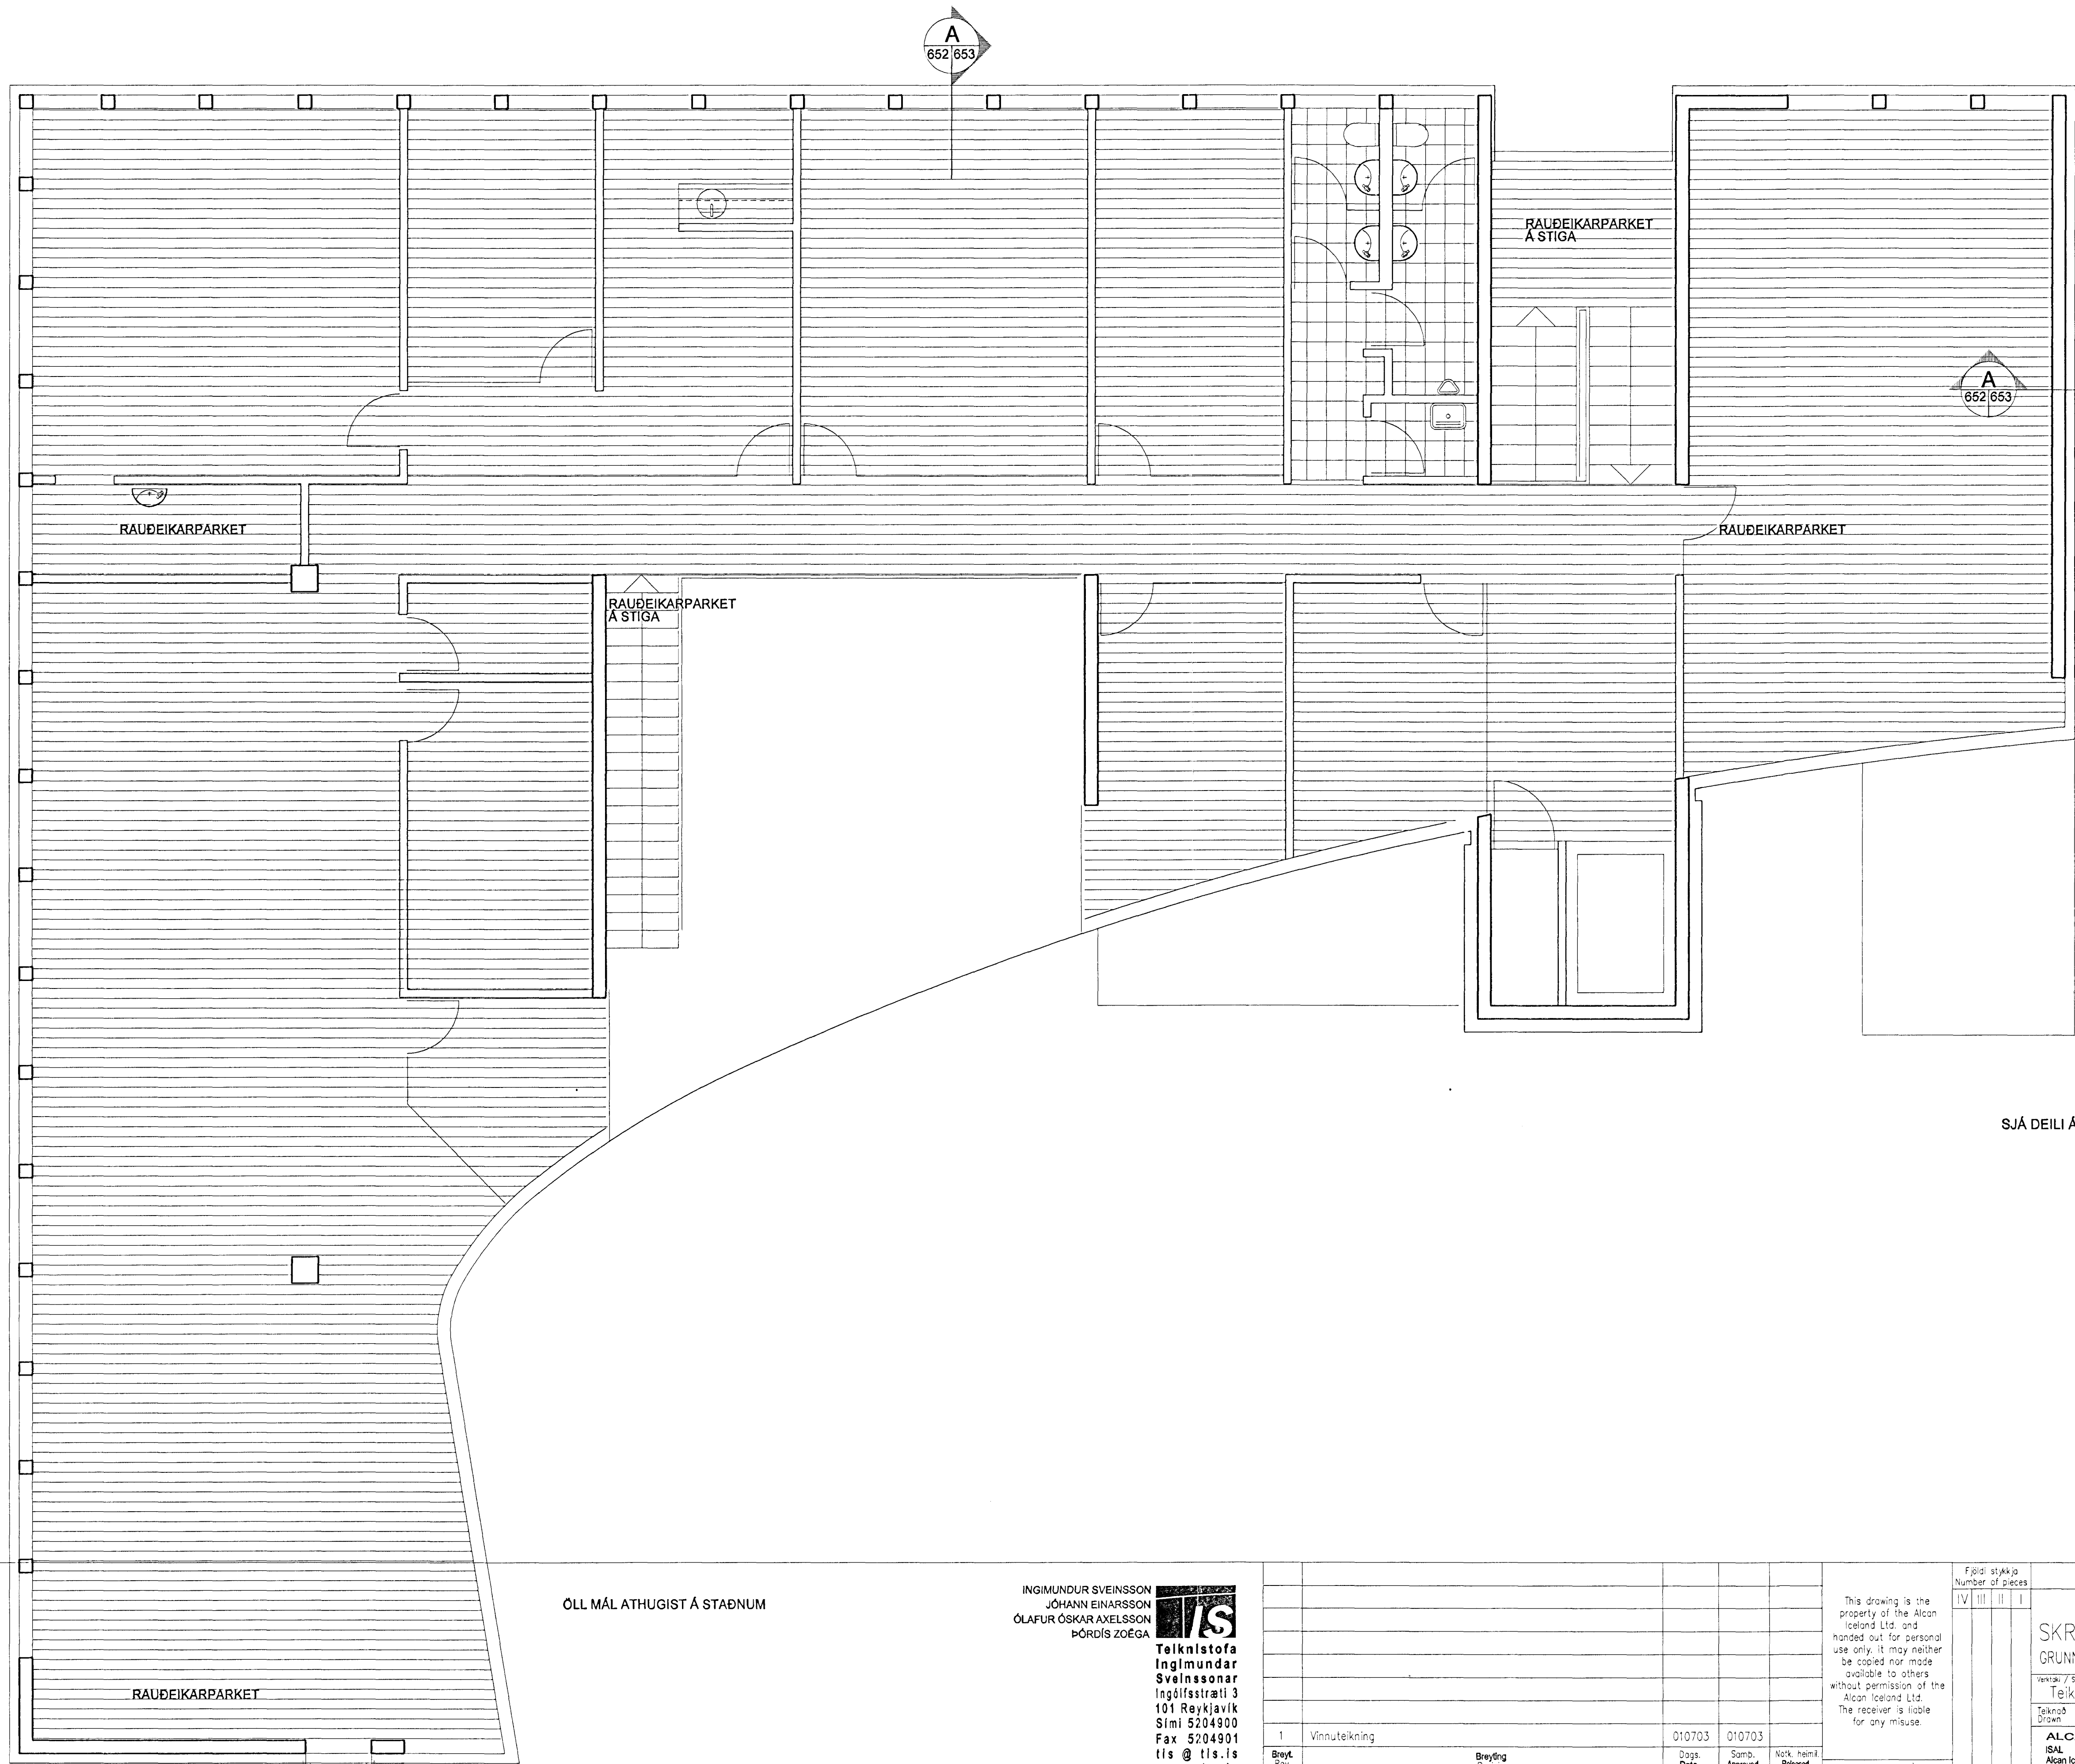 A
652 653
RAUÐEIKARPARKET
Á STIGA
A
652 653
RAUÐEIKARPARKET
RAUÐEIKARPARKET
RAUÐEIKARPARKET
Á STIGA
SJÁ DEILI Á
ÖLL MÁL ATHUGIST Á STAÐNUM
RAUÐEIKARPARKET
INGIMUNDUR SVEINSSON
JÓHANN EINARSSON
ÓLAFUR ÓSKAR AXELSSON
ÞÓRDÍS ZOËGA
TIS
Teiknistofa
Ingimundar
Sveinssonar
Ingólfsstræti 3
101 Reykjavík
Sími 5204900
Fax 5204901
tis @ tis.is
1 Vinnuteikning 010703 010703
Breyt. Breyting Dags. Samþ. Notk. heimil.
This drawing is the
property of the Alcan
Iceland Ltd. and
handed out for personal
use only. It may neither
be copied nor made
available to others
without permission of the
Alcan Iceland Ltd.
The receiver is liable
for any misuse.
Fjöldi stykkja
Number of pieces
IV III II I
SKR
GRUNN
Verktaki / S
Teik
Teiknað
Drawn
ALC
ISAL
Alcan Ic